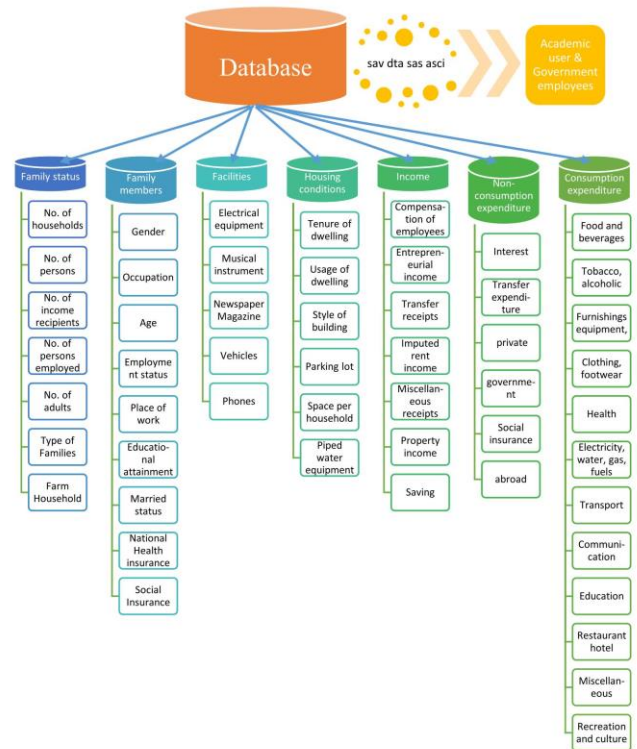 Database
sav dta sas asci
Academic
user &
Government
employees
Family status
No. of
households
No. of
persons
No. of
income
recipients
No. of
persons
employed
No. of
adults
Type of
Families
Farm
Household
Family
members
Gender
Occupation
Age
Employme
nt status
Place of
work
Educatio-
nal
attainment
Married
status
National
Health
insurance
Social
Insurance
Facilities
Electrical
equipment
Musical
instrument
Newspaper
Magazine
Vehicles
Phones
Housing
conditions
Tenure of
dwelling
Usage of
dwelling
Style of
building
Parking lot
Space per
household
Piped
water
equipment
Income
Compensa-
tion of
employees
Entrepren-
eurial
income
Transfer
receipts
Imputed
rent
income
Miscellan-
eous
receipts
Property
income
Saving
Non-
consumption
expenditure
Interest
Transfer
expendi-
ture
private
governme-
nt
Social
insurance
abroad
Consumption
expenditure
Food and
beverages
Tobacco,
alcoholic
Furnishings
equipment,
Clothing,
footwear
Health
Electricity,
water, gas,
fuels
Transport
Communi-
cation
Education
Restaurant
hotel
Miscellan-
eous
Recreation
and culture